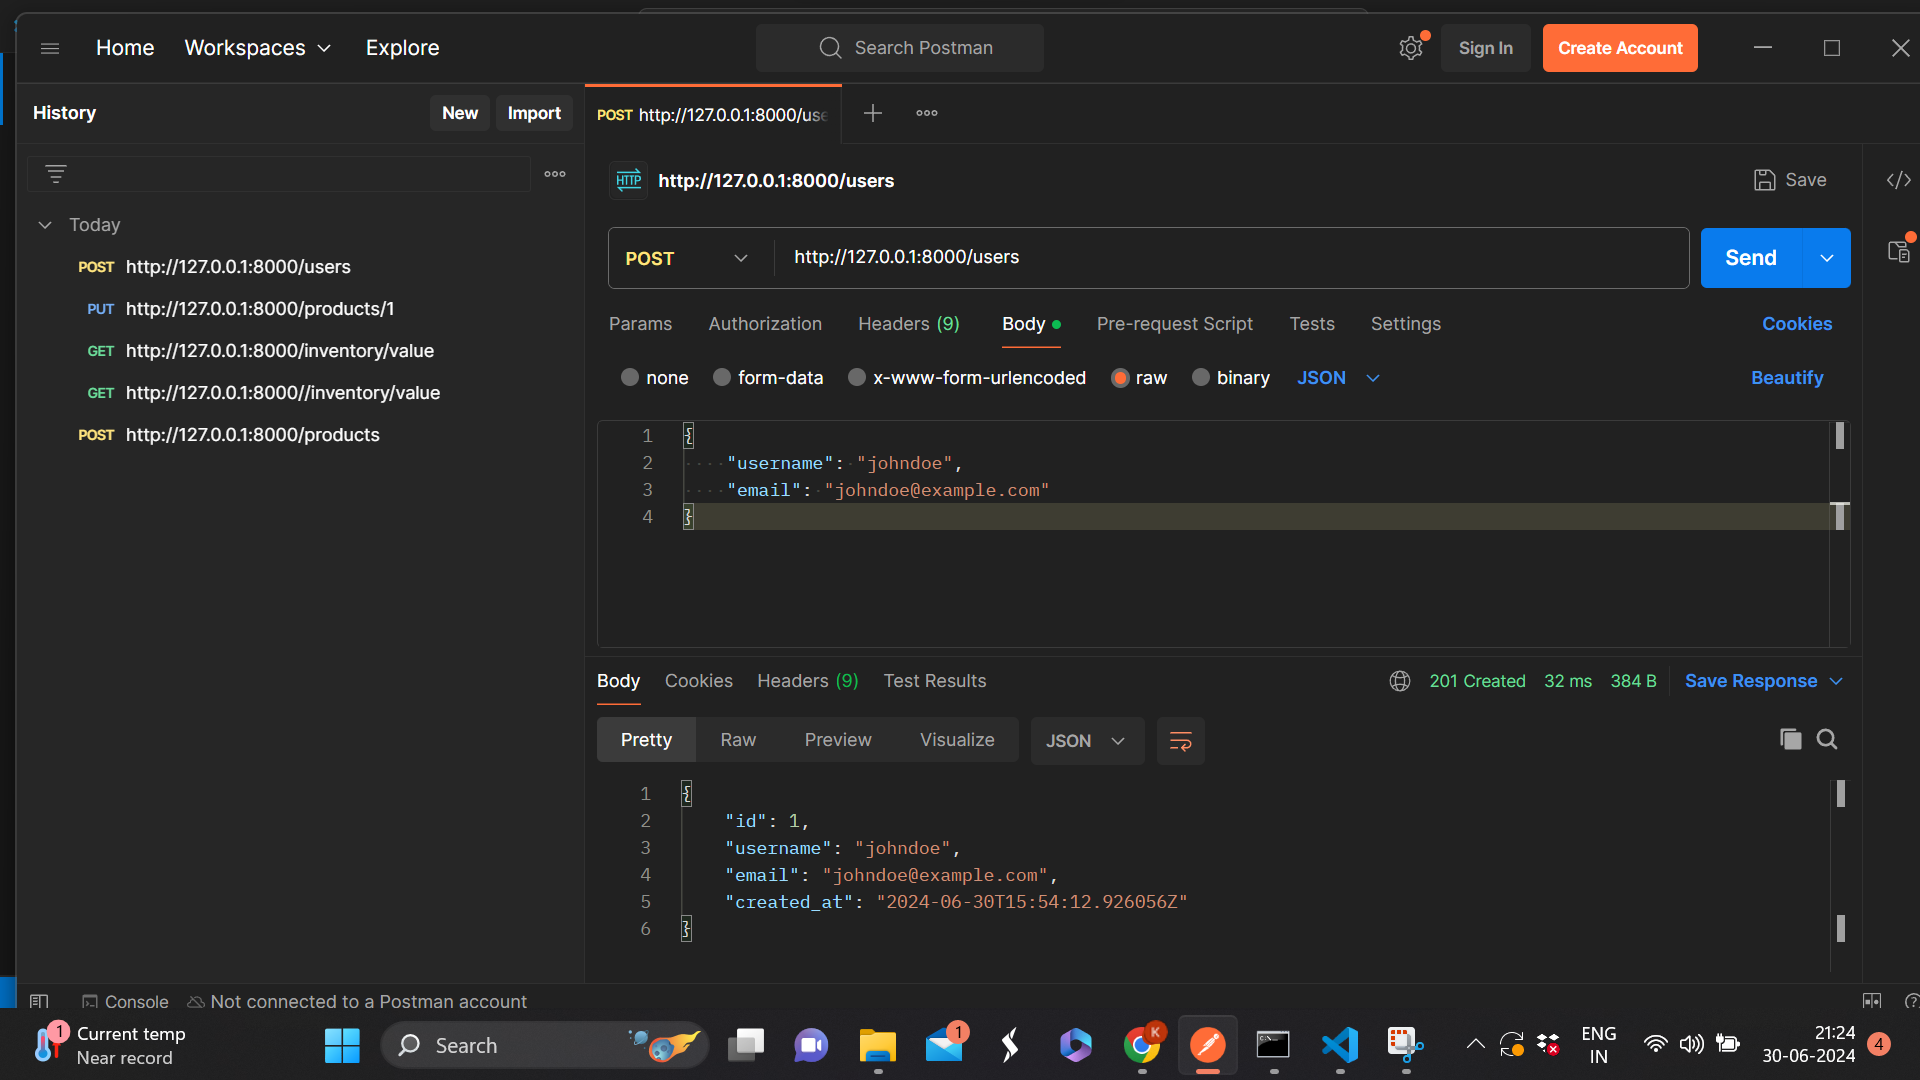 Home Workspaces Explore Search Postman Sign In Create Account
History New Import
POST http://127.0.0.1:8000/use
HTTP http://127.0.0.1:8000/users Save
Today
POST http://127.0.0.1:8000/users
PUT http://127.0.0.1:8000/products/1
GET http://127.0.0.1:8000/inventory/value
GET http://127.0.0.1:8000//inventory/value
POST http://127.0.0.1:8000/products
POST http://127.0.0.1:8000/users Send
Params Authorization Headers (9) Body Pre-request Script Tests Settings Cookies
none form-data x-www-form-urlencoded raw binary JSON Beautify
1 {
2 "username": "johndoe",
3 "email": "johndoe@example.com"
4 }
Body Cookies Headers (9) Test Results 201 Created 32 ms 384 B Save Response
Pretty Raw Preview Visualize JSON
1 {
2 "id": 1,
3 "username": "johndoe",
4 "email": "johndoe@example.com",
5 "created_at": "2024-06-30T15:54:12.926056Z"
6 }
Console Not connected to a Postman account
1 Current temp
Near record
Search
1
K
ENG
IN
21:24
30-06-2024
4